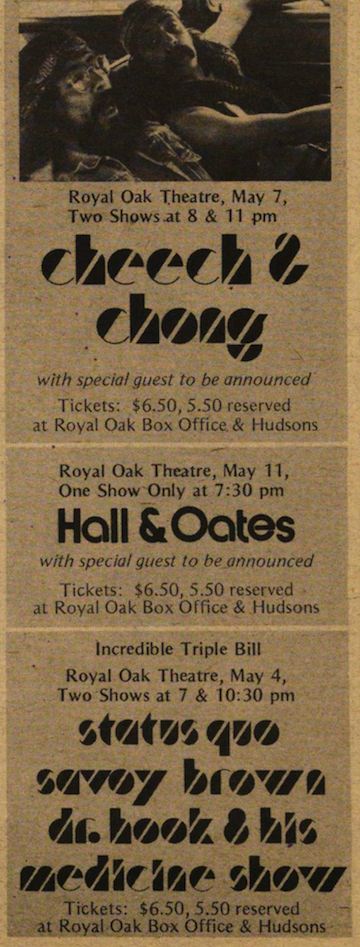 Royal Oak Theatre, May 7,
Two Shows at 8 & 11 pm
cheech &
chong
with special guest to be announced
Tickets: $6.50, 5.50 reserved
at Royal Oak Box Office & Hudsons
Royal Oak Theatre, May 11,
One Show Only at 7:30 pm
Hall & Oates
with special guest to be announced
Tickets: $6.50, 5.50 reserved
at Royal Oak Box Office & Hudsons
Incredible Triple Bill
Royal Oak Theatre, May 4,
Two Shows at 7 & 10:30 pm
status quo
savoy brown
dr. hook & his
medicine show
Tickets: $6.50, 5.50 reserved
at Royal Oak Box Office & Hudsons